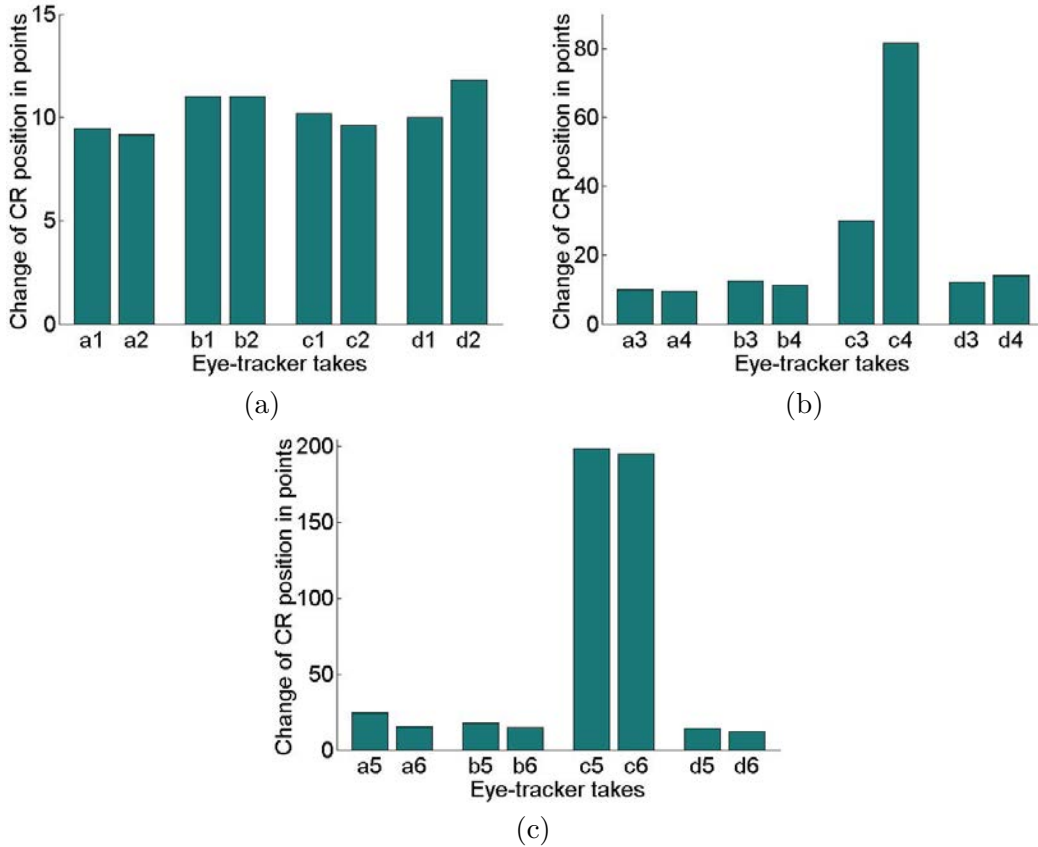 Change of CR position in points
15
10
5
0
a1 a2 b1 b2 c1 c2 d1 d2
Eye-tracker takes
(a)
Change of CR position in points
80
60
40
20
0
a3 a4 b3 b4 c3 c4 d3 d4
Eye-tracker takes
(b)
Change of CR position in points
200
150
100
50
0
a5 a6 b5 b6 c5 c6 d5 d6
Eye-tracker takes
(c)